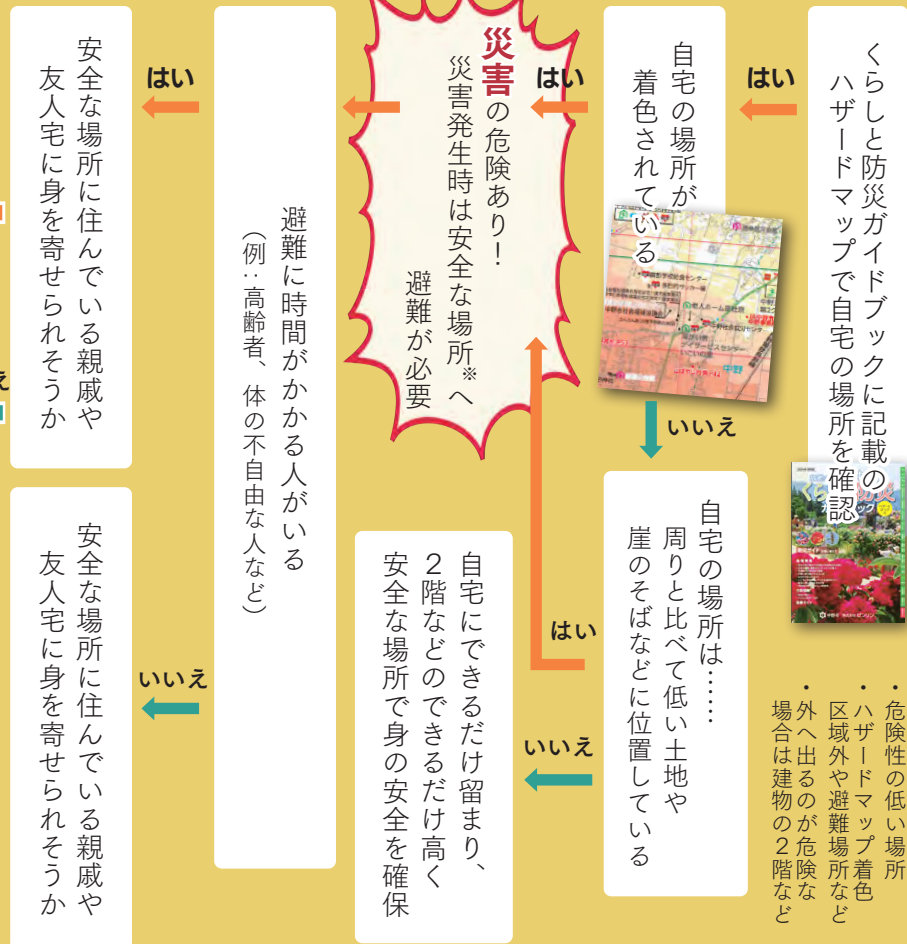 くらしと防災ガイドブックに記載の
ハザードマップで自宅の場所を確認
・危険性の低い場所
・ハザードマップ着色
区域外や避難場所など
・外へ出るのが危険な
場合は建物の2階など
はい
自宅の場所が
着色されている
いいえ
自宅の場所は……
周りと比べて低い土地や
崖のそばなどに位置している
はい
いいえ
はい
災害の危険あり!
災害発生時は安全な場所※へ
避難が必要
自宅にできるだけ留まり、
2階などのできるだけ高く
安全な場所で身の安全を確保
避難に時間がかかる人がいる
(例:高齢者、体の不自由な人など)
はい
いいえ
安全な場所に住んでいる親戚や
友人宅に身を寄せられそうか
安全な場所に住んでいる親戚や
友人宅に身を寄せられそうか